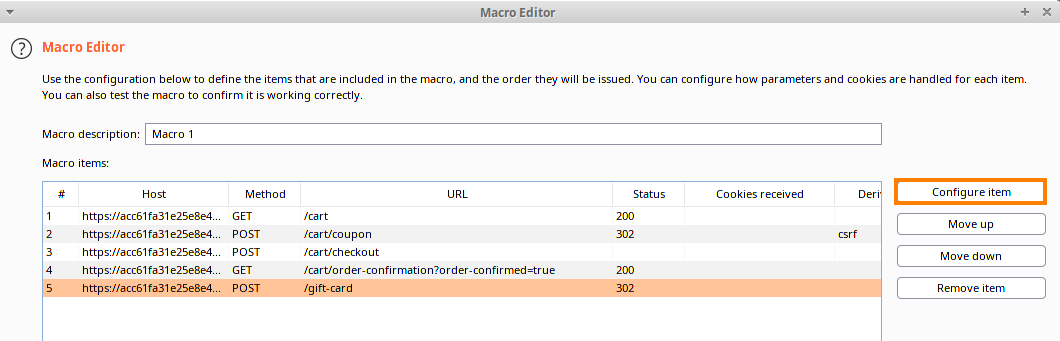 Macro Editor
Macro Editor
Use the configuration below to define the items that are included in the macro, and the order they will be issued. You can configure how parameters and cookies are handled for each item.
You can also test the macro to confirm it is working correctly.
Macro description: Macro 1
Macro items:
# Host Method URL Status Cookies received Deri
1 https://acc61fa31e25e8e4... GET /cart 200
2 https://acc61fa31e25e8e4... POST /cart/coupon 302 csrf
3 https://acc61fa31e25e8e4... POST /cart/checkout
4 https://acc61fa31e25e8e4... GET /cart/order-confirmation?order-confirmed=true 200
5 https://acc61fa31e25e8e4... POST /gift-card 302
Configure item
Move up
Move down
Remove item